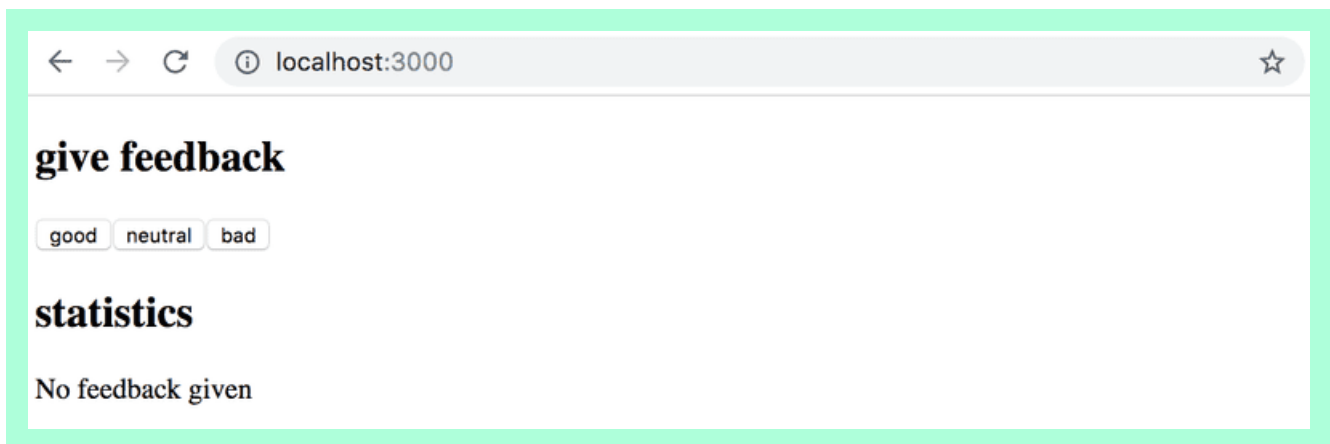 localhost:3000
give feedback
good neutral bad
statistics
No feedback given